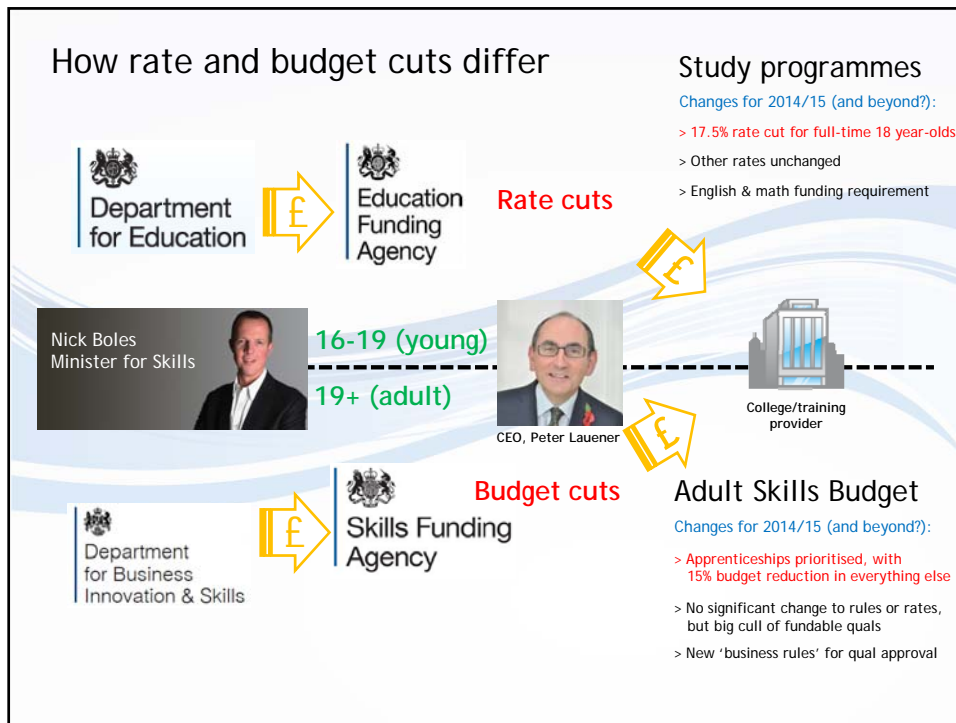 How rate and budget cuts differ
Study programmes
Changes for 2014/15 (and beyond?):
> 17.5% rate cut for full-time 18 year-olds
> Other rates unchanged
> English & math funding requirement
Department
for Education
£
Education
Funding
Agency
Rate cuts
£
Nick Boles
Minister for Skills
16-19 (young)
19+ (adult)
CEO, Peter Lauener
College/training
provider
£
Department
for Business
Innovation & Skills
£
Skills Funding
Agency
Budget cuts
Adult Skills Budget
Changes for 2014/15 (and beyond?):
> Apprenticeships prioritised, with
15% budget reduction in everything else
> No significant change to rules or rates,
but big cull of fundable quals
> New ‘business rules’ for qual approval